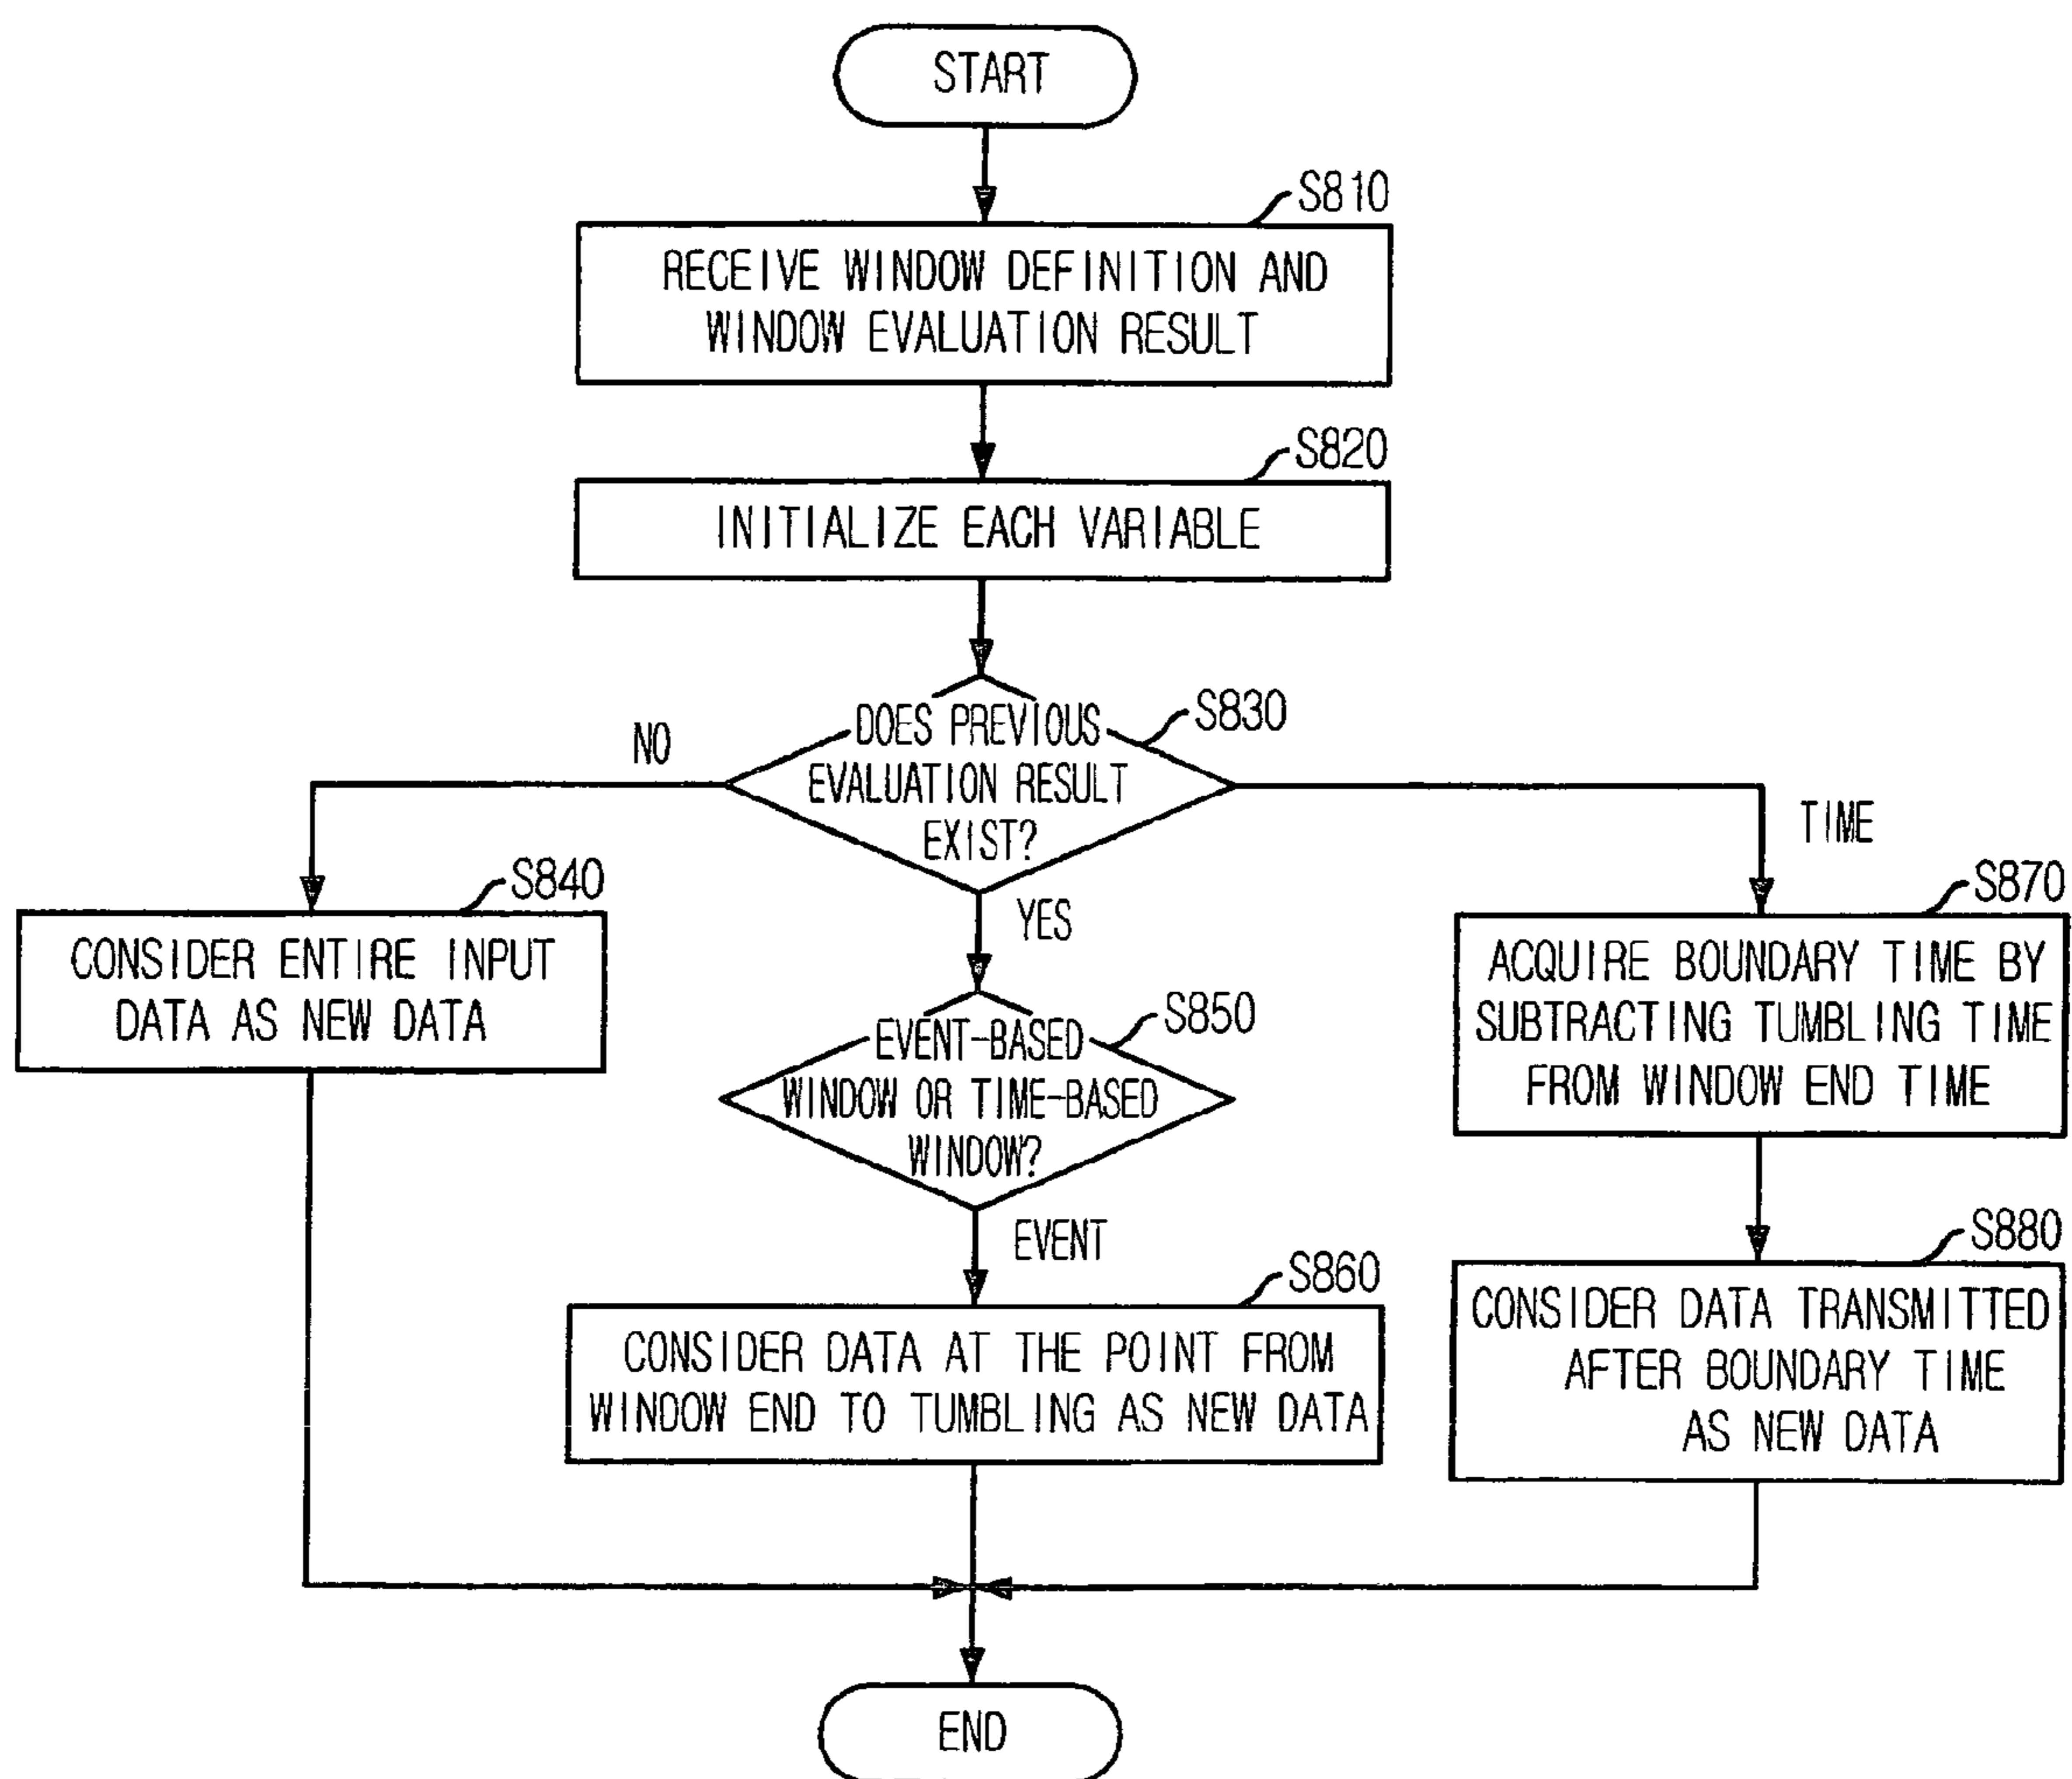 START
S810
RECEIVE WINDOW DEFINITION AND
WINDOW EVALUATION RESULT
S820
INITIALIZE EACH VARIABLE
S830
DOES PREVIOUS
EVALUATION RESULT
EXIST?
NO
TIME
YES
S840
CONSIDER ENTIRE INPUT
DATA AS NEW DATA
S850
EVENT-BASED
WINDOW OR TIME-BASED
WINDOW?
S870
ACQUIRE BOUNDARY TIME BY
SUBTRACTING TUMBLING TIME
FROM WINDOW END TIME
EVENT
S860
CONSIDER DATA AT THE POINT FROM
WINDOW END TO TUMBLING AS NEW DATA
S880
CONSIDER DATA TRANSMITTED
AFTER BOUNDARY TIME
AS NEW DATA
END